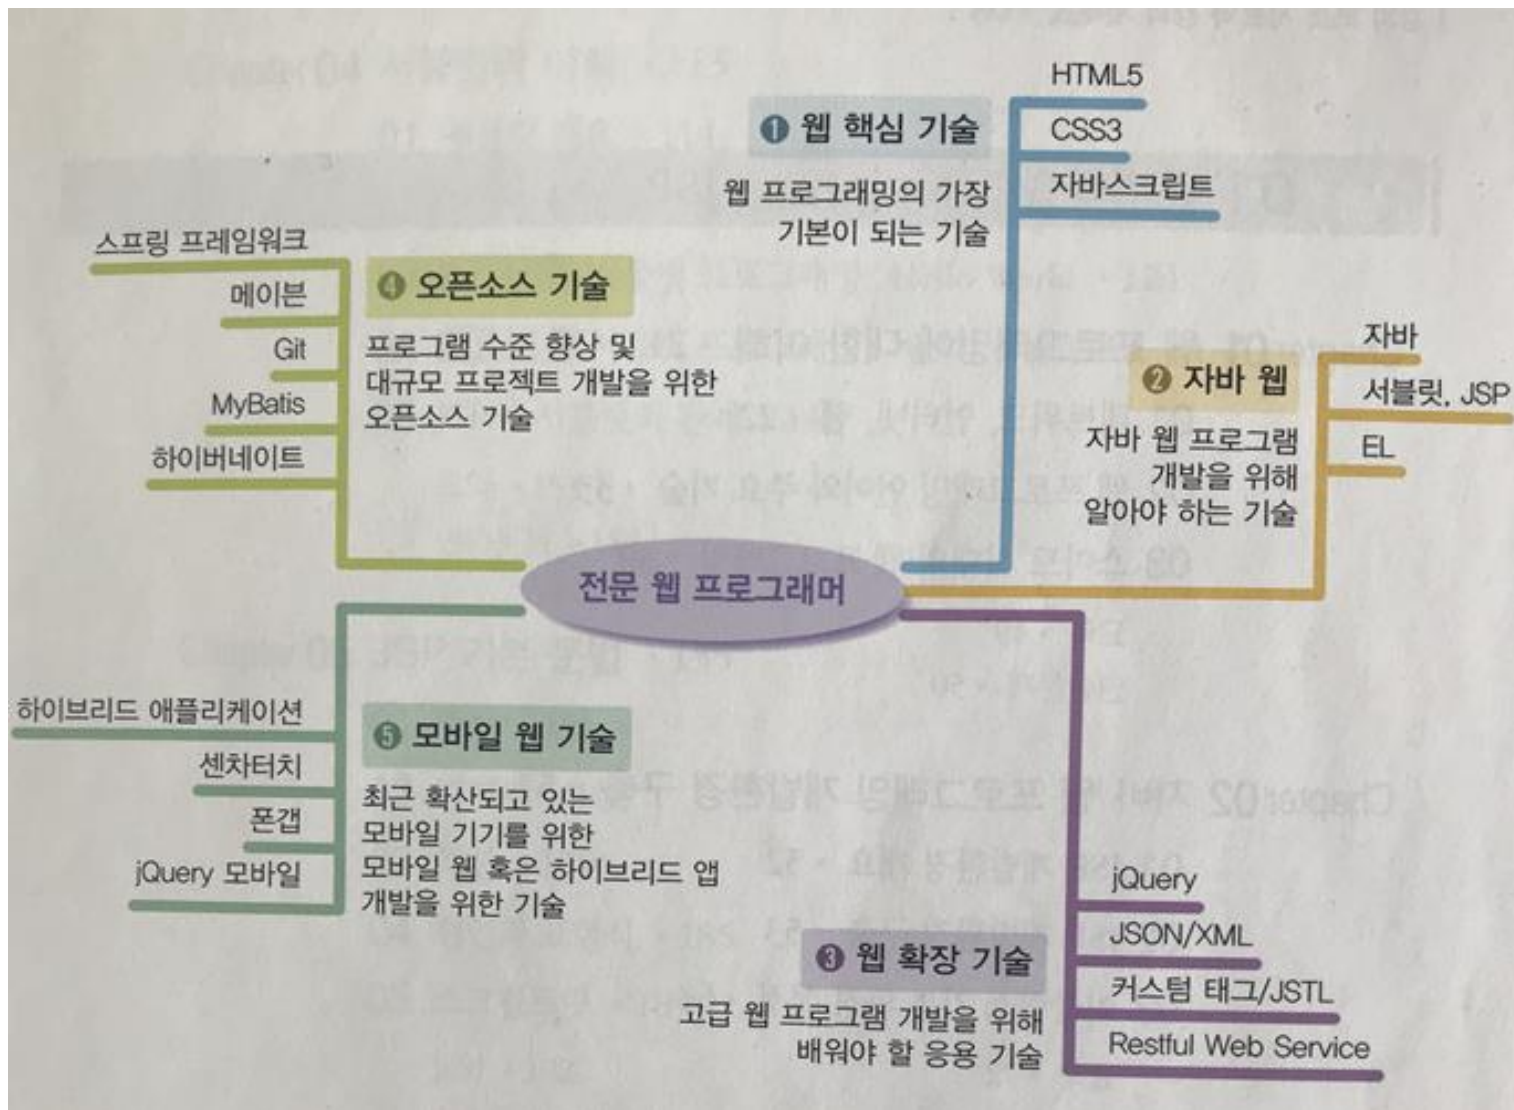 ❶ 웹 핵심 기술
웹 프로그래밍의 가장
기본이 되는 기술
HTML5
CSS3
자바스크립트
❷ 자바 웹
자바 웹 프로그램
개발을 위해
알아야 하는 기술
자바
서블릿, JSP
EL
❹ 오픈소스 기술
프로그램 수준 향상 및
대규모 프로젝트 개발을 위한
오픈소스 기술
스프링 프레임워크
메이븐
Git
MyBatis
하이버네이트
전문 웹 프로그래머
❺ 모바일 웹 기술
최근 확산되고 있는
모바일 기기를 위한
모바일 웹 혹은 하이브리드 앱
개발을 위한 기술
하이브리드 애플리케이션
센차터치
폰갭
jQuery 모바일
❸ 웹 확장 기술
고급 웹 프로그램 개발을 위해
배워야 할 응용 기술
jQuery
JSON/XML
커스텀 태그/JSTL
Restful Web Service